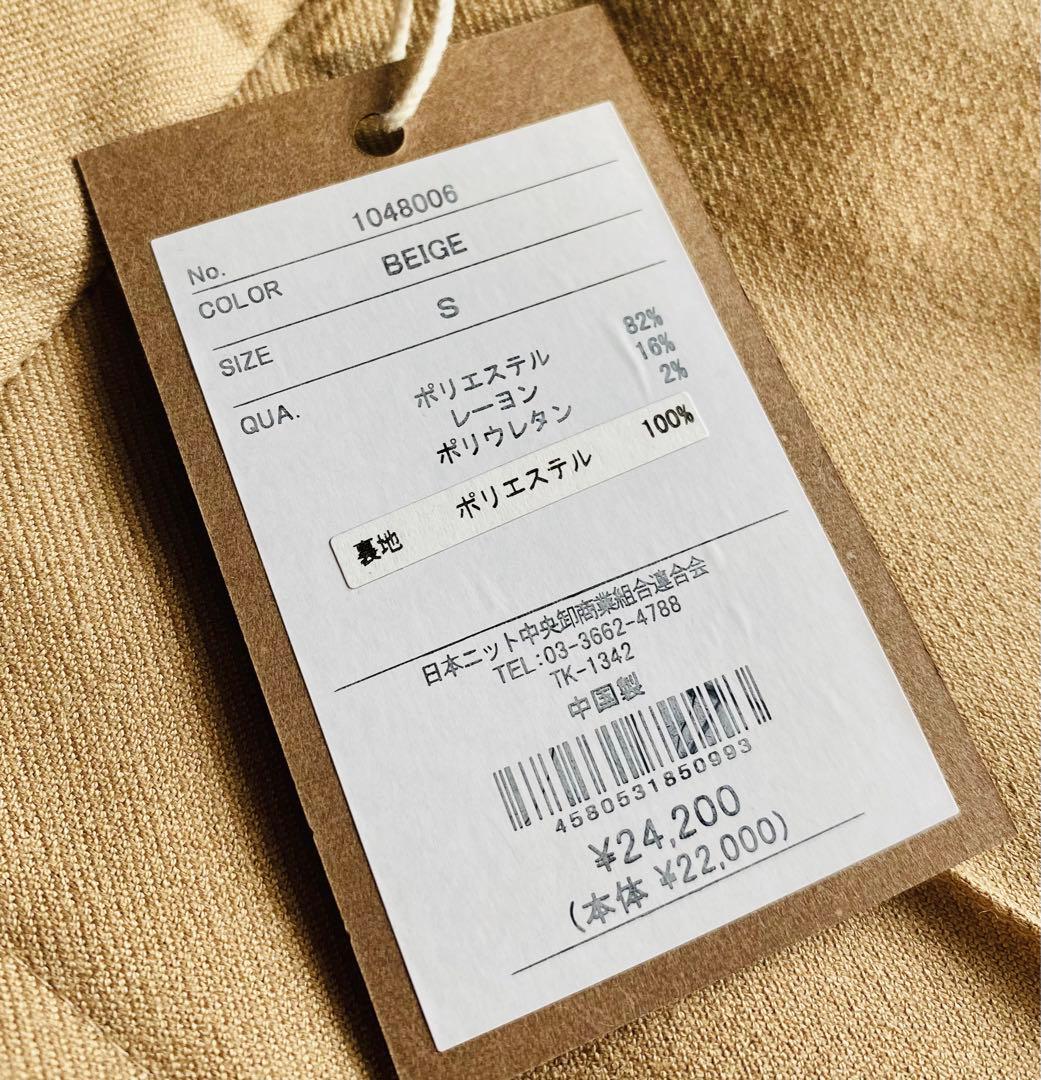 No. 1048006
COLOR BEIGE
SIZE S
QUA. ポリエステル 82%
レーヨン 16%
ポリウレタン 2%
裏地 ポリエステル 100%
日本ニット中央卸商業組合連合会
TEL:03-3662-4788
TK-1342
中国製
4580531850993
¥24,200
(本体 ¥22,000)